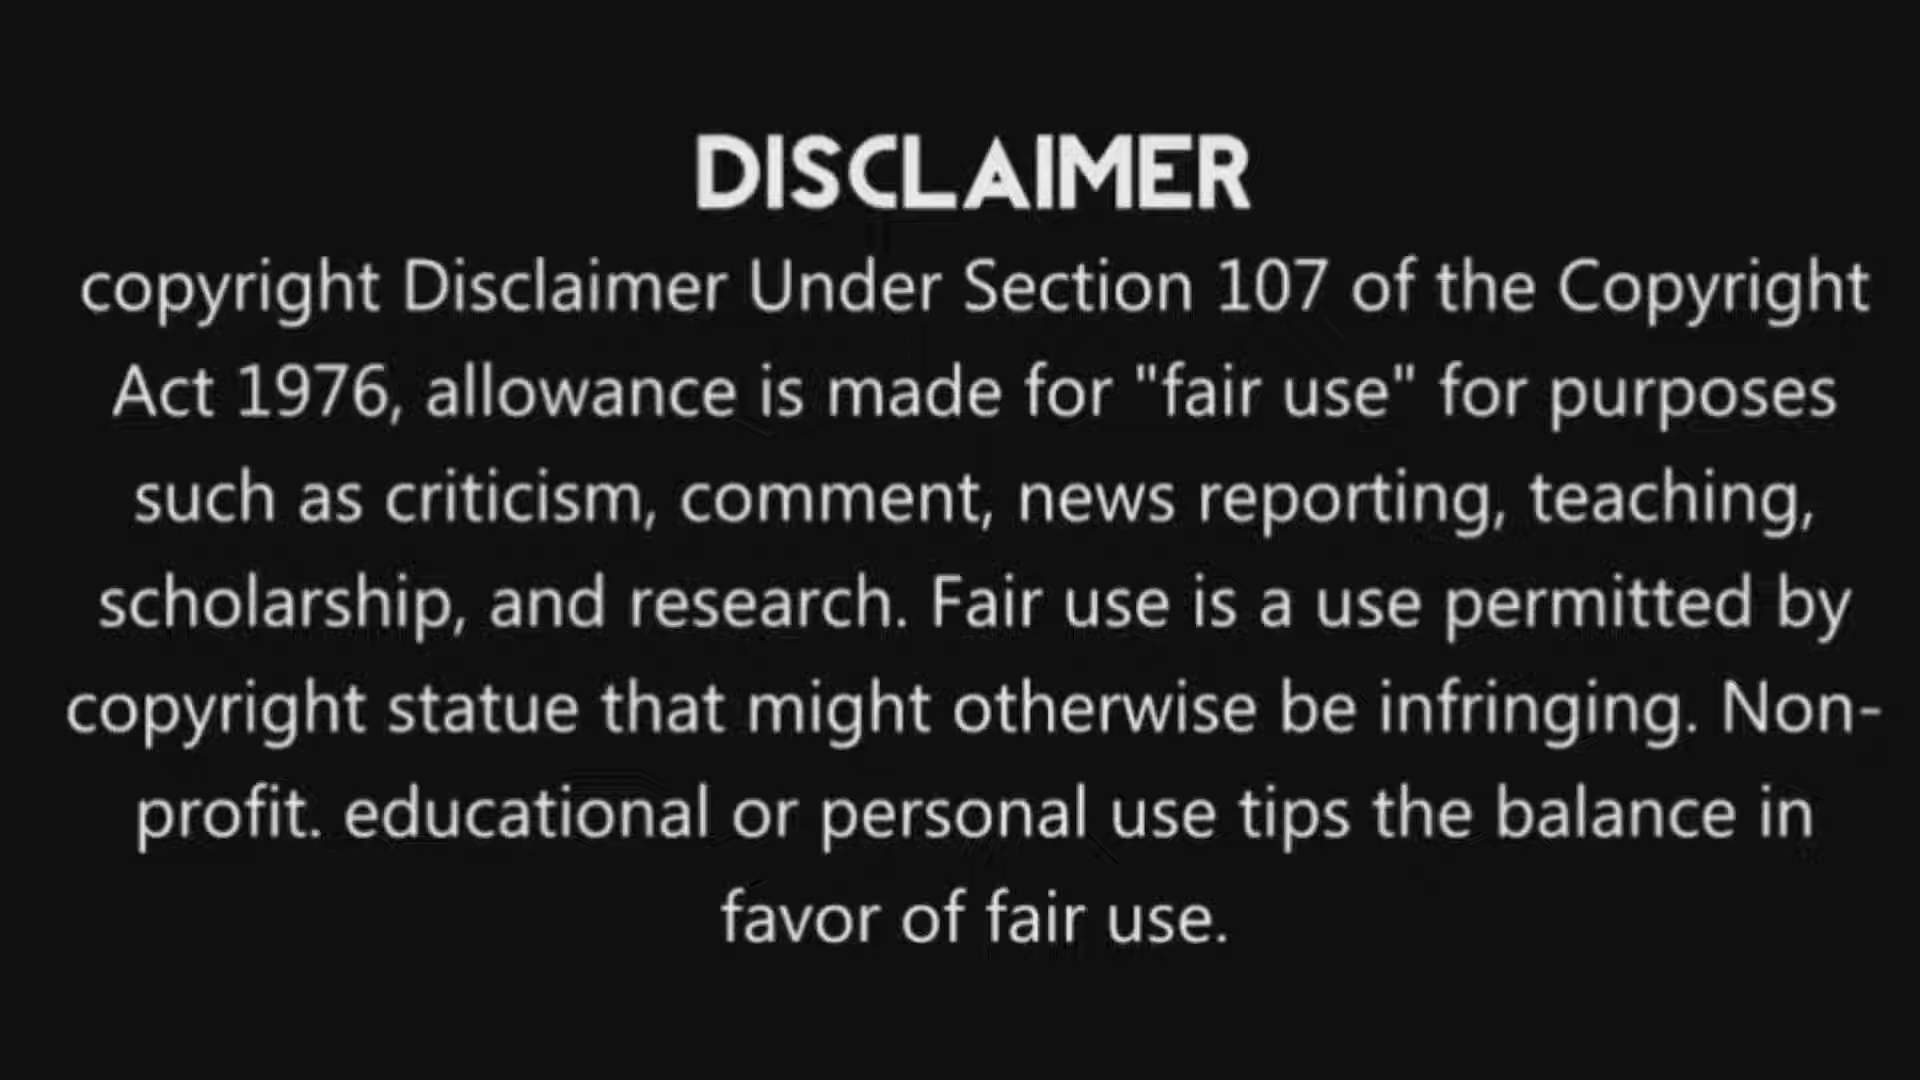 DISCLAIMER
copyright Disclaimer Under Section 107 of the Copyright
Act 1976, allowance is made for "fair use" for purposes
such as criticism, comment, news reporting, teaching,
scholarship, and research. Fair use is a use permitted by
copyright statue that might otherwise be infringing. Non-
profit. educational or personal use tips the balance in
favor of fair use.